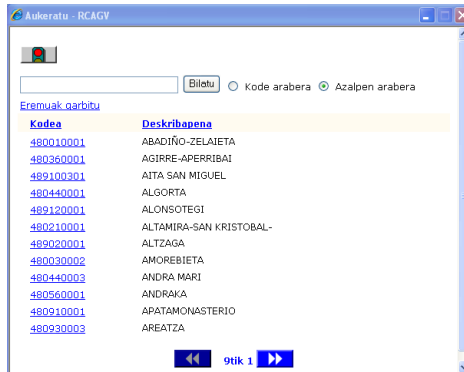 Aukeratu - RCAGV
Bilatu Kode arabera Azalpen arabera
Eremuak garbitu
Kodea Deskribapena
480010001 ABADIÑO-ZELAIETA
480360001 AGIRRE-APERRIBAI
489100301 AITA SAN MIGUEL
480440001 ALGORTA
489120001 ALONSOTEGI
480210001 ALTAMIRA-SAN KRISTOBAL-
489020001 ALTZAGA
480030002 AMOREBIETA
480440003 ANDRA MARI
480560001 ANDRAKA
480910001 APATAMONASTERIO
480930003 AREATZA
9tik 1